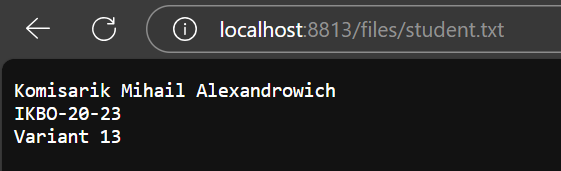 localhost:8813/files/student.txt
Komisarik Mihail Alexandrowich
IKBO-20-23
Variant 13